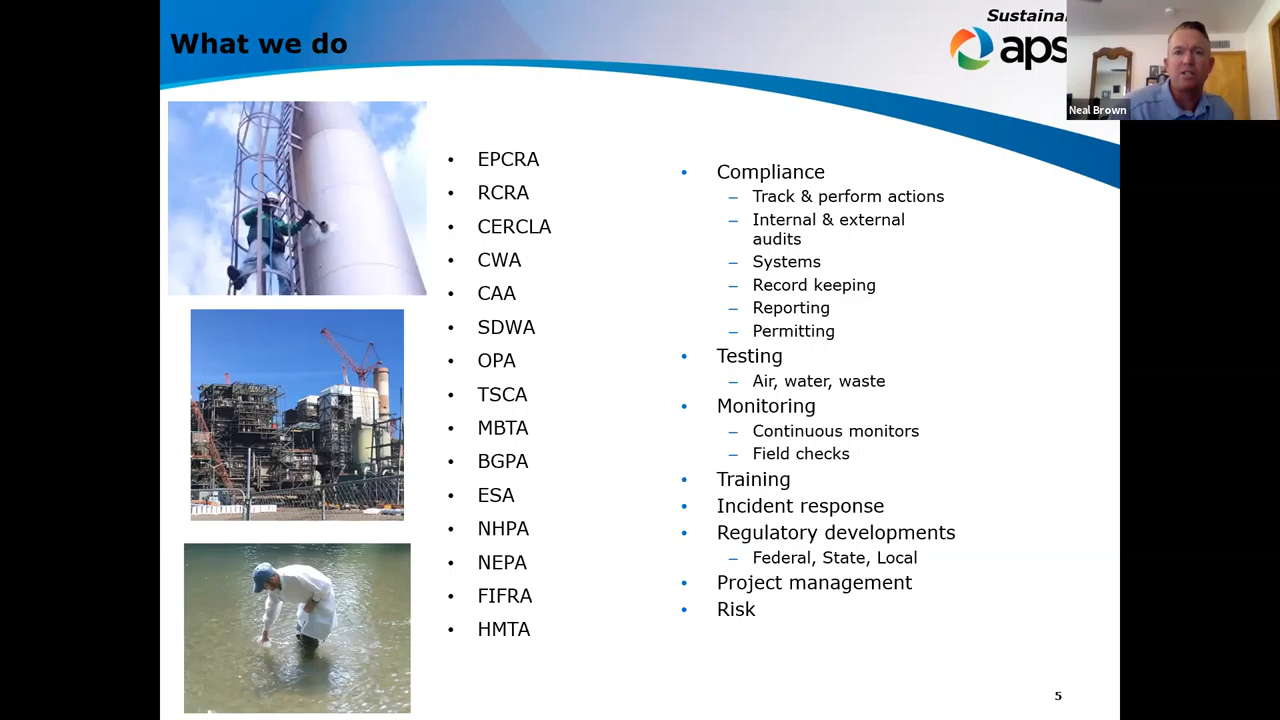 What we do
aps
Neal Brown
• EPCRA
• RCRA
• CERCLA
• CWA
• CAA
• SDWA
• OPA
• TSCA
• MBTA
• BGPA
• ESA
• NHPA
• NEPA
• FIFRA
• HMTA
• Compliance
– Track & perform actions
– Internal & external
audits
– Systems
– Record keeping
– Reporting
– Permitting
• Testing
– Air, water, waste
• Monitoring
– Continuous monitors
– Field checks
• Training
• Incident response
• Regulatory developments
– Federal, State, Local
• Project management
• Risk
5